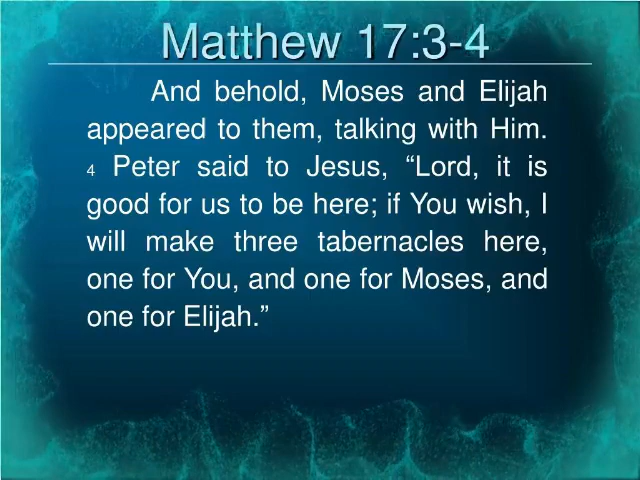 Matthew 17:3-4
And behold, Moses and Elijah
appeared to them, talking with Him.
4 Peter said to Jesus, “Lord, it is
good for us to be here; if You wish, I
will make three tabernacles here,
one for You, and one for Moses, and
one for Elijah.”